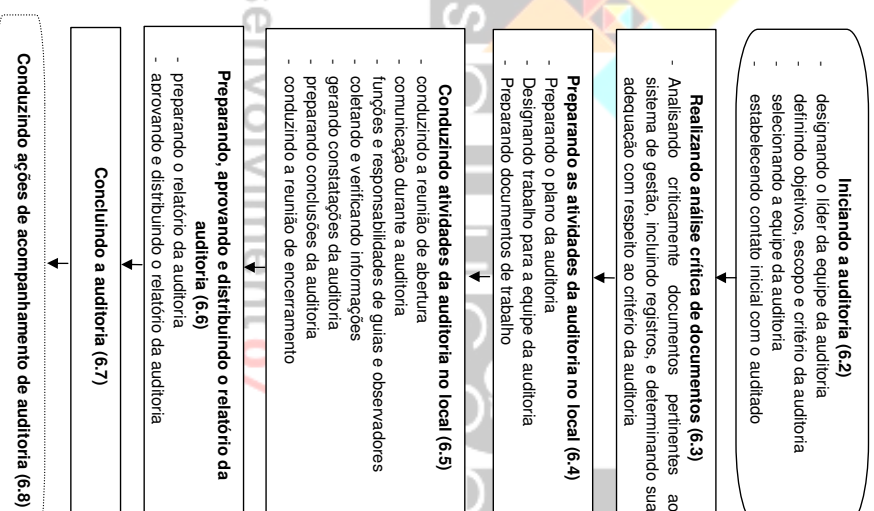 Iniciando a auditoria (6.2)
- designando o líder da equipe da auditoria
- definindo objetivos, escopo e critério da auditoria
- selecionando a equipe da auditoria
- estabelecendo contato inicial com o auditado
Realizando análise crítica de documentos (6.3)
- Analisando criticamente documentos pertinentes ao
sistema de gestão, incluindo registros, e determinando sua
adequação com respeito ao critério da auditoria
Preparando as atividades da auditoria no local (6.4)
- Preparando o plano da auditoria
- Designando trabalho para a equipe da auditoria
- Preparando documentos de trabalho
Conduzindo atividades da auditoria no local (6.5)
- conduzindo a reunião de abertura
- comunicação durante a auditoria
- funções e responsabilidades de guias e observadores
- coletando e verificando informações
- gerando constatações da auditoria
- preparando conclusões da auditoria
- conduzindo a reunião de encerramento
Preparando, aprovando e distribuindo o relatório da
auditoria (6.6)
- preparando o relatório da auditoria
- aprovando e distribuindo o relatório da auditoria
Concluindo a auditoria (6.7)
Conduzindo ações de acompanhamento de auditoria (6.8)